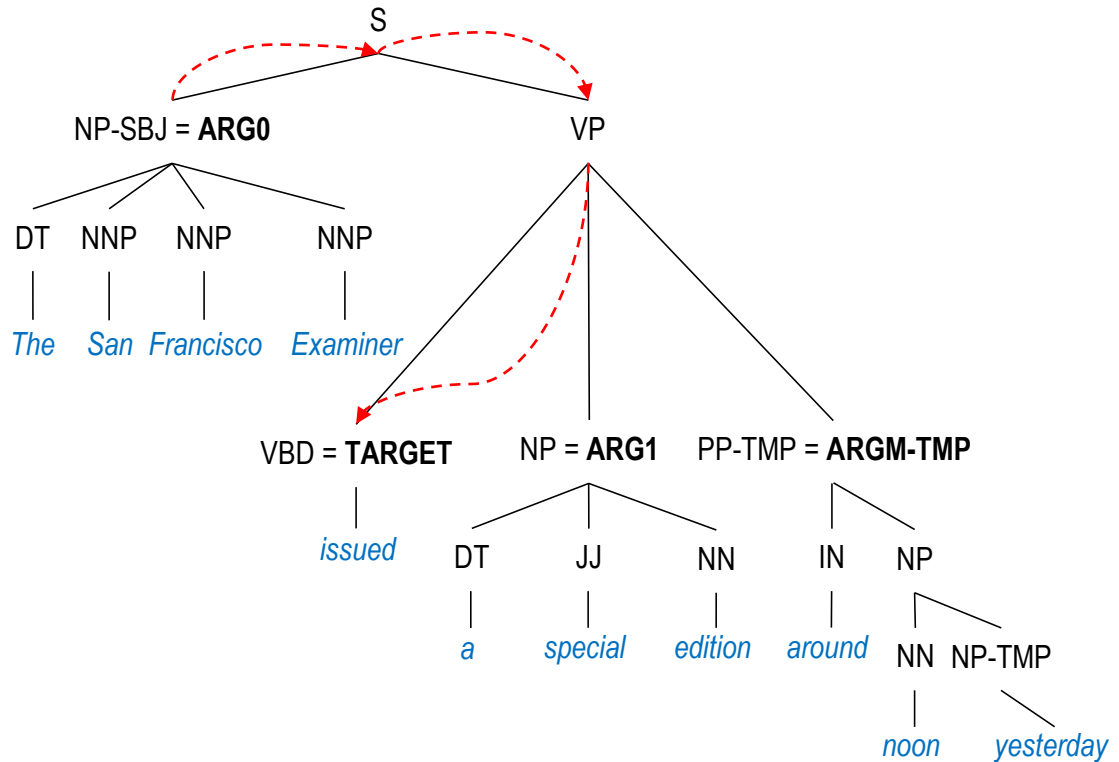 S
NP-SBJ = ARG0 VP
DT NNP NNP NNP
The San Francisco Examiner
VBD = TARGET NP = ARG1 PP-TMP = ARGM-TMP
issued DT JJ NN IN NP
a special edition around NN NP-TMP
noon yesterday